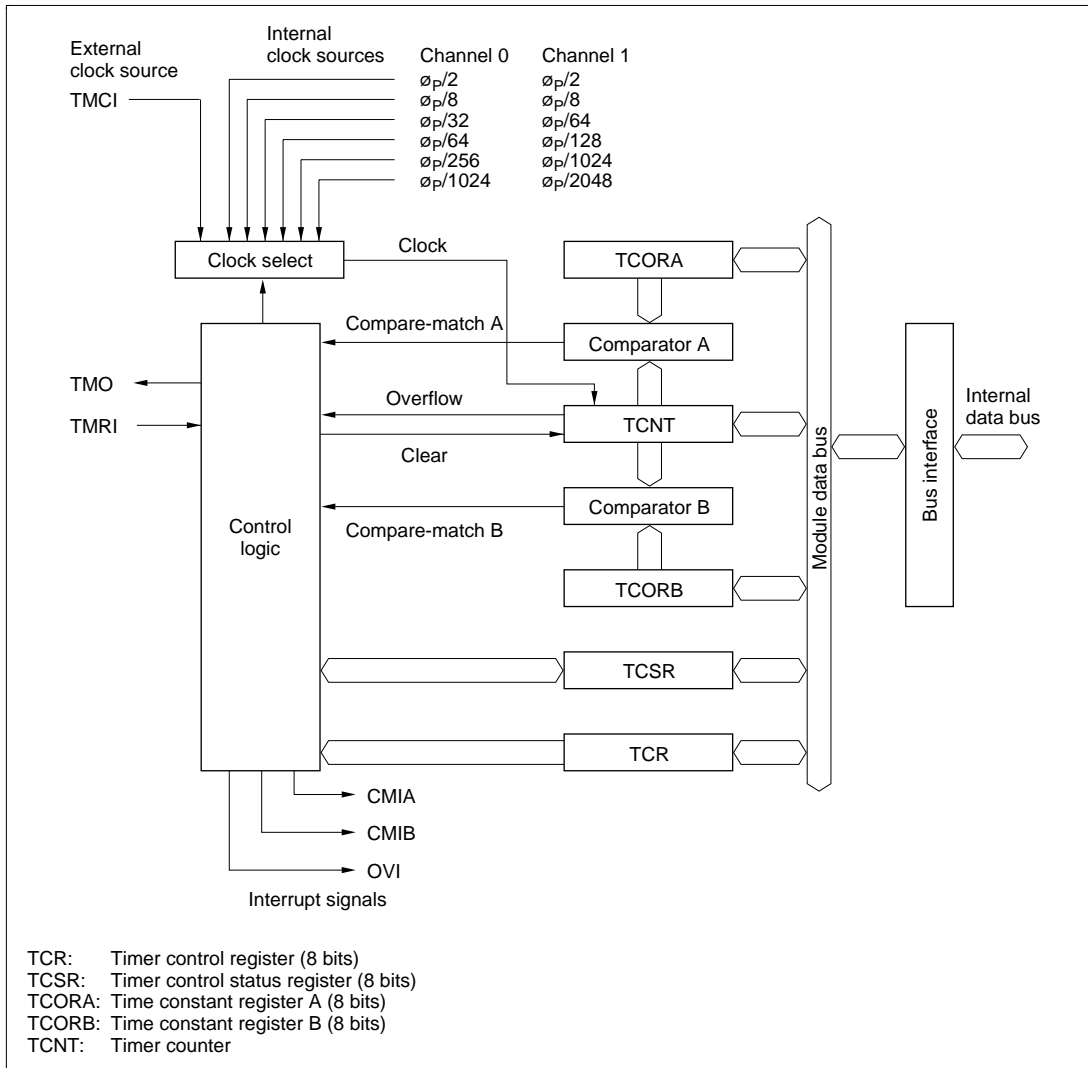 External
clock source
TMCI
Internal
clock sources
Channel 0 Channel 1
øP/2 øP/2
øP/8 øP/8
øP/32 øP/64
øP/64 øP/128
øP/256 øP/1024
øP/1024 øP/2048
Clock select
Clock
TCORA
Compare-match A
Comparator A
TMO
TMRI
Overflow
TCNT
Clear
Internal
data bus
Module data bus
Bus interface
Control
logic
Comparator B
Compare-match B
TCORB
TCSR
TCR
CMIA
CMIB
OVI
Interrupt signals
TCR: Timer control register (8 bits)
TCSR: Timer control status register (8 bits)
TCORA: Time constant register A (8 bits)
TCORB: Time constant register B (8 bits)
TCNT: Timer counter